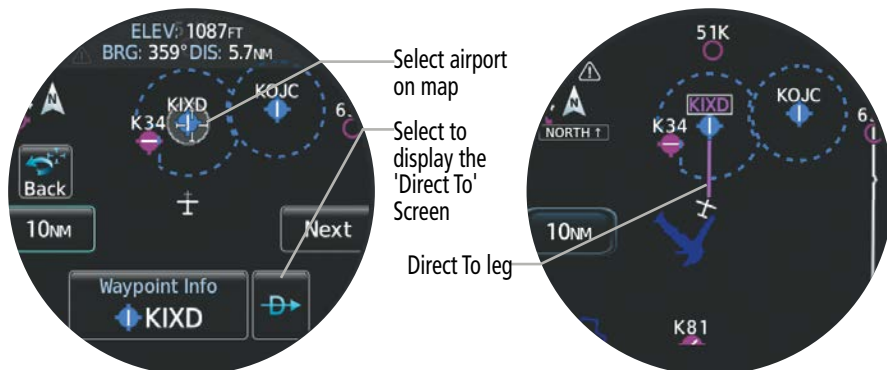 ELEV: 1087FT
BRG: 359° DIS: 5.7NM
KIXD
KOJC
K34
6
N
Back
10NM
Next
Waypoint Info
KIXD
D
Select airport
on map
Select to
display the
'Direct To'
Screen
Direct To leg
51K
N
NORTH ↑
KIXD
KOJC
K34
6
10NM
K81